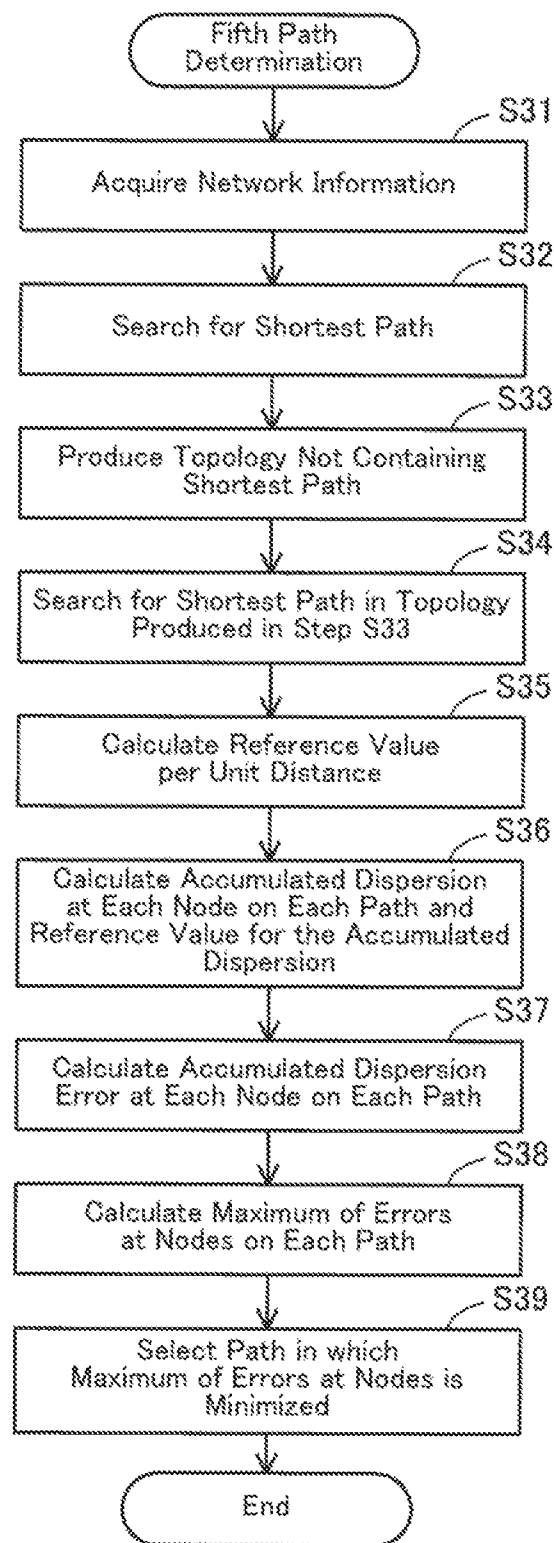 Fifth Path
Determination
S31
Acquire Network Information
S32
Search for Shortest Path
S33
Produce Topology Not Containing
Shortest Path
S34
Search for Shortest Path in Topology
Produced in Step S33
S35
Calculate Reference Value
per Unit Distance
S36
Calculate Accumulated Dispersion
at Each Node on Each Path and
Reference Value for the Accumulated
Dispersion
S37
Calculate Accumulated Dispersion
Error at Each Node on Each Path
S38
Calculate Maximum of Errors
at Nodes on Each Path
S39
Select Path in which
Maximum of Errors at Nodes is
Minimized
End